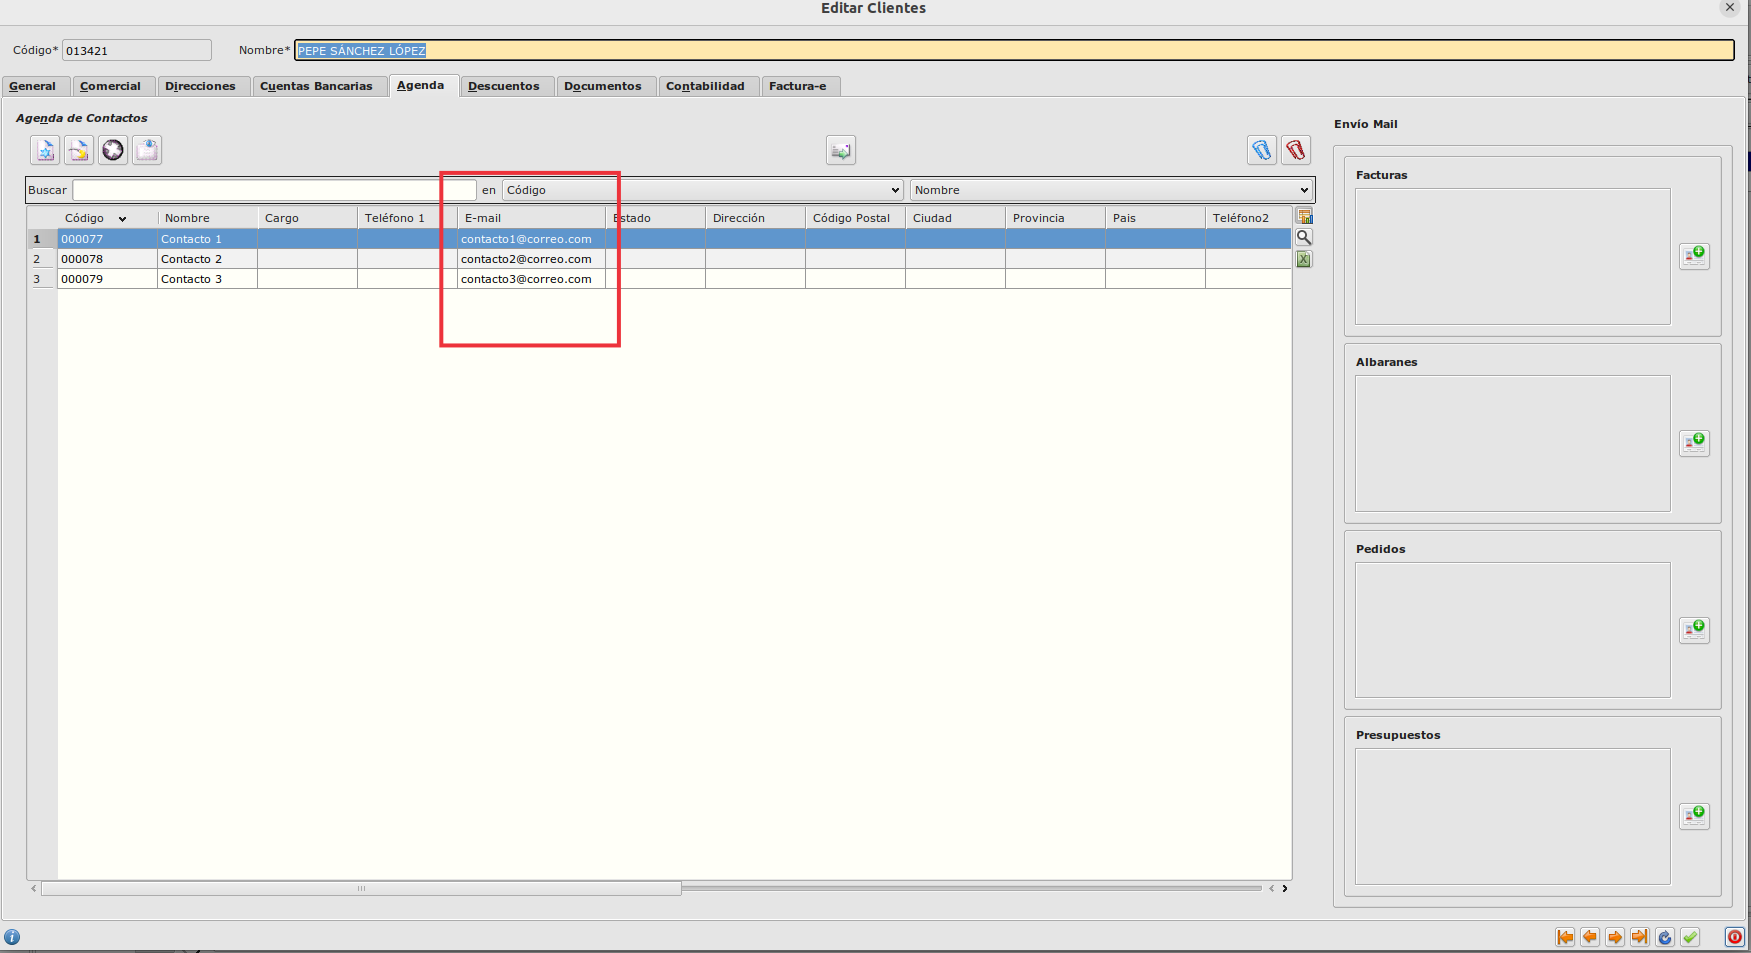 Editar Clientes
Código* 013421 Nombre* PEPE SÁNCHEZ LÓPEZ
General Comercial Direcciones Cuentas Bancarias Agenda Descuentos Documentos Contabilidad Factura-e
Agenda de Contactos
Buscar en Código Nombre
Código Nombre Cargo Teléfono 1 E-mail Estado Dirección Código Postal Ciudad Provincia Pais Teléfono2
1 000077 Contacto 1 contacto1@correo.com
2 000078 Contacto 2 contacto2@correo.com
3 000079 Contacto 3 contacto3@correo.com
Envío Mail
Facturas
Albaranes
Pedidos
Presupuestos